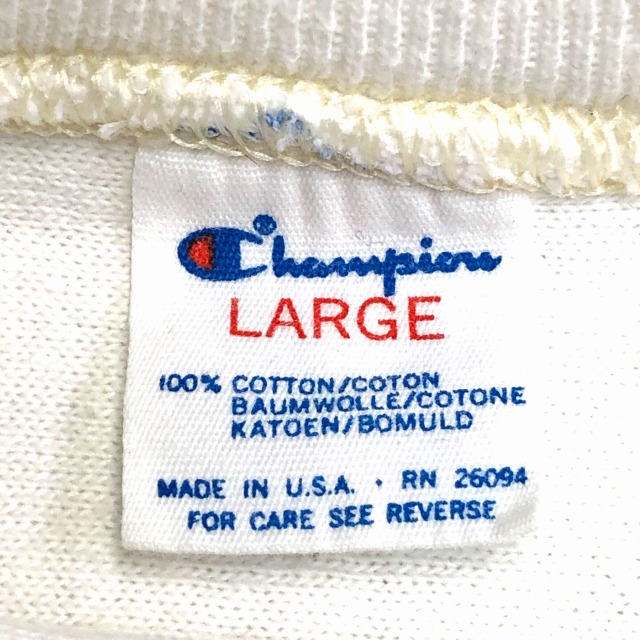 Champion®
LARGE
100% COTTON/COTON
BAUMWOLLE/COTONE
KATOEN/BOMULD
MADE IN U.S.A. · RN 26094
FOR CARE SEE REVERSE